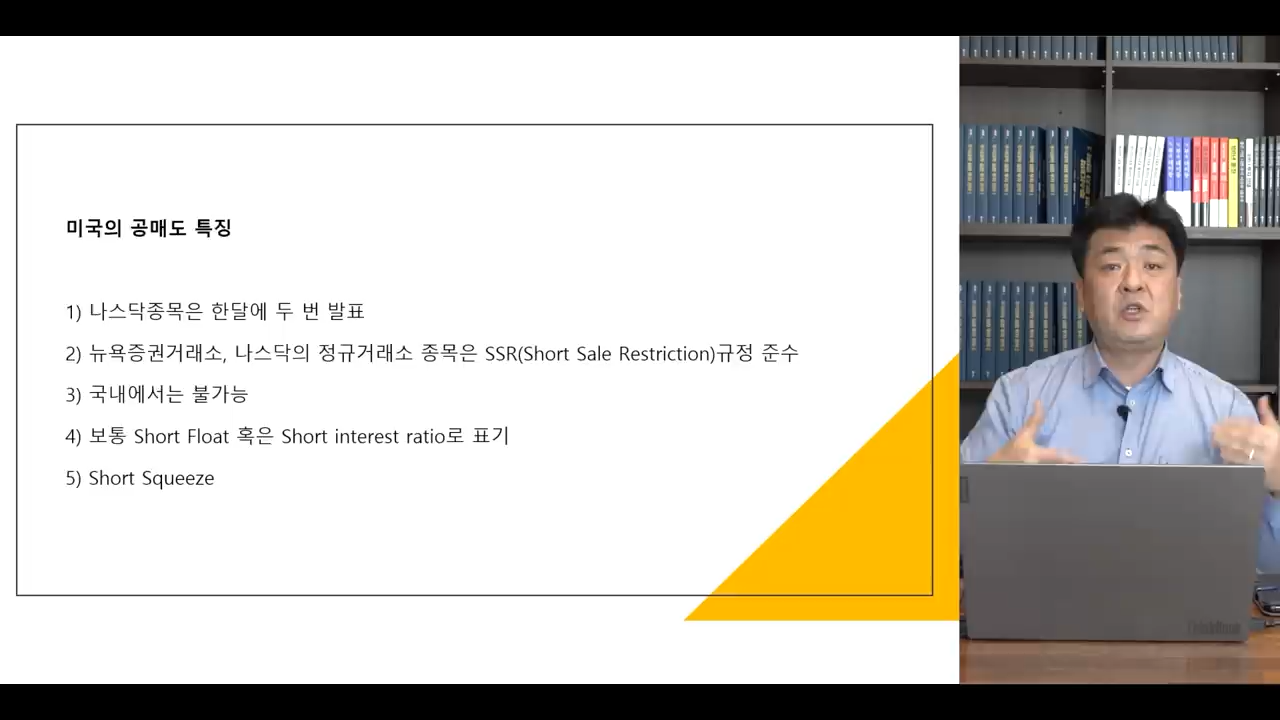 미국의 공매도 특징
1) 나스닥종목은 한달에 두 번 발표
2) 뉴욕증권거래소, 나스닥의 정규거래소 종목은 SSR(Short Sale Restriction)규정 준수
3) 국내에서는 불가능
4) 보통 Short Float 혹은 Short interest ratio로 표기
5) Short Squeeze
ThinkBook